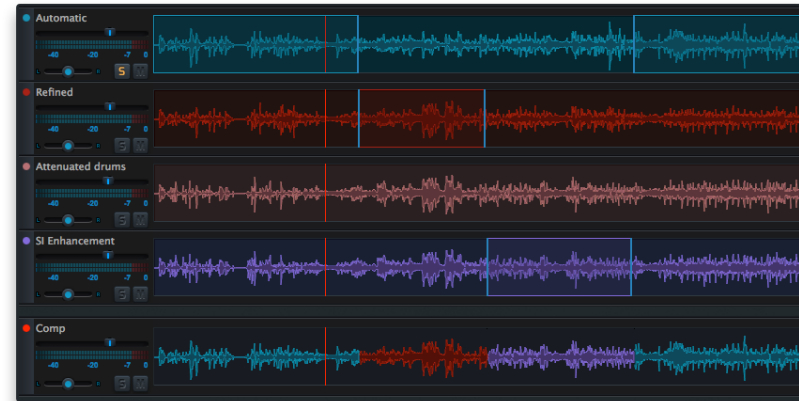 Automatic
-40 -20 -7 0
L R S M
Refined
-40 -20 -7 0
S M
Attenuated drums
-40 -20 -7 0
S M
SI Enhancement
-40 -20 -7 0
S M
Comp
-40 -20 -7 0
S M